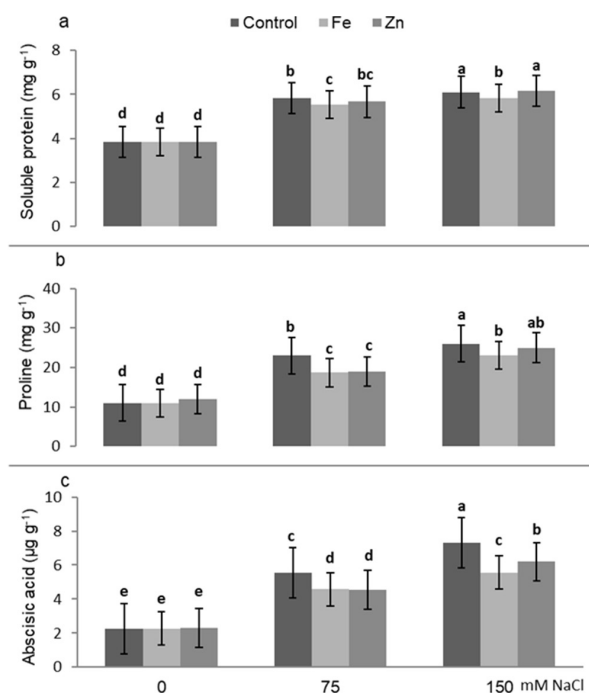 a
Control Fe Zn
Soluble protein (mg g⁻¹)
8
6
4
2
0
d d d
b c bc
a b a
b
Proline (mg g⁻¹)
40
30
20
10
0
d d d
b c c
a b ab
c
Abscisic acid (µg g⁻¹)
10
8
6
4
2
0
e e e
c d d
a c b
0 75 150 mM NaCl